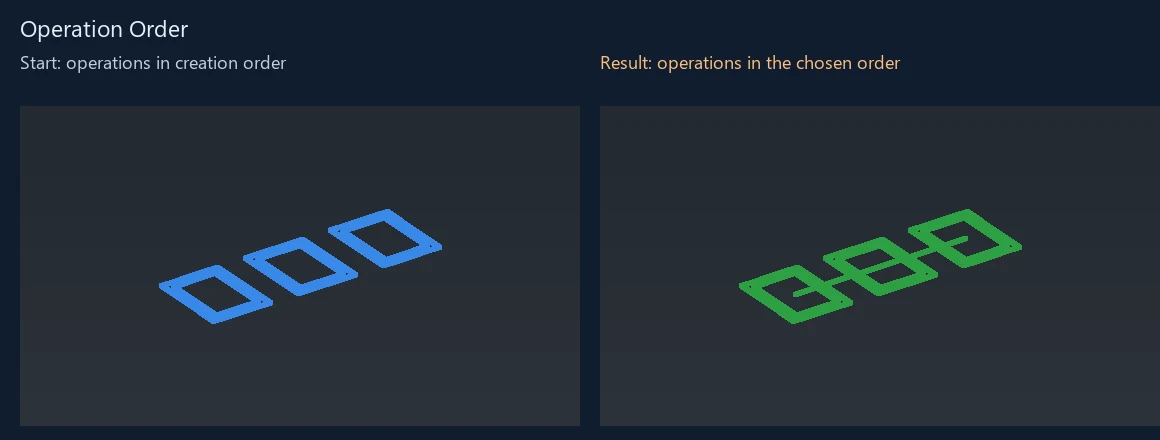 Operation Order
Start: operations in creation order
Result: operations in the chosen order